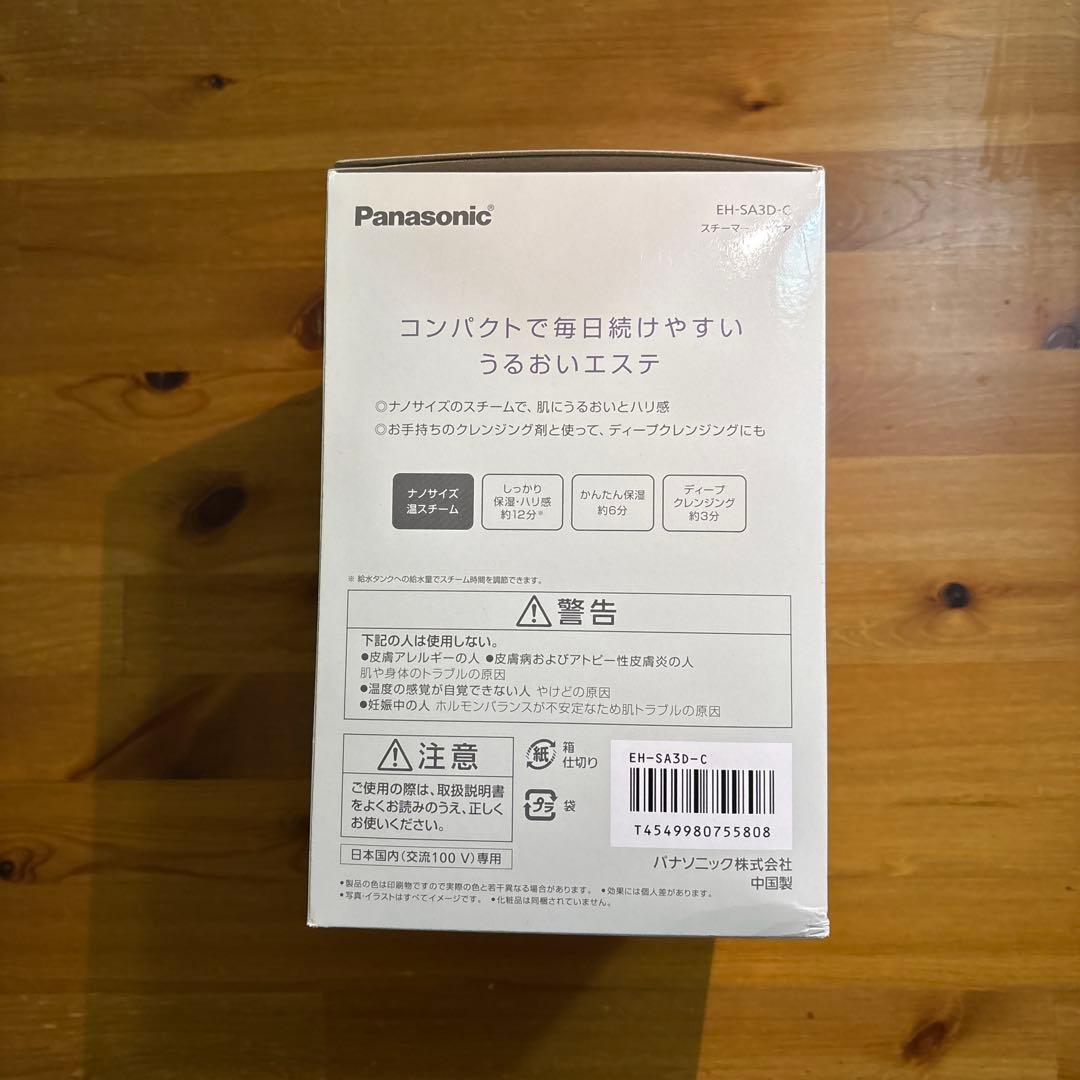 Panasonic®
EH-SA3D-C
スチーマー ナノケア
コンパクトで毎日続けやすい
うるおいエステ
◎ナノサイズのスチームで、肌にうるおいとハリ感
◎お手持ちのクレンジング剤と使って、ディープクレンジングにも
ナノサイズ
温スチーム
しっかり
保湿・ハリ感
約12分※
かんたん保湿
約6分
ディープ
クレンジング
約3分
※ 給水タンクへの給水量でスチーム時間を調節できます。
警告
下記の人は使用しない。
●皮膚アレルギーの人 ●皮膚病およびアトピー性皮膚炎の人
肌や身体のトラブルの原因
●温度の感覚が自覚できない人 やけどの原因
●妊娠中の人 ホルモンバランスが不安定なため肌トラブルの原因
注意
ご使用の際は、取扱説明書
をよくお読みのうえ、正しく
お使いください。
日本国内(交流100 V)専用
紙
箱
仕切り
プラ
袋
EH-SA3D-C
T4549980755808
パナソニック株式会社
中国製
●製品の色は印刷物ですので実際の色と若干異なる場合があります。 ●効果には個人差があります。
●写真・イラストはすべてイメージです。 ●化粧品は同梱されていません。